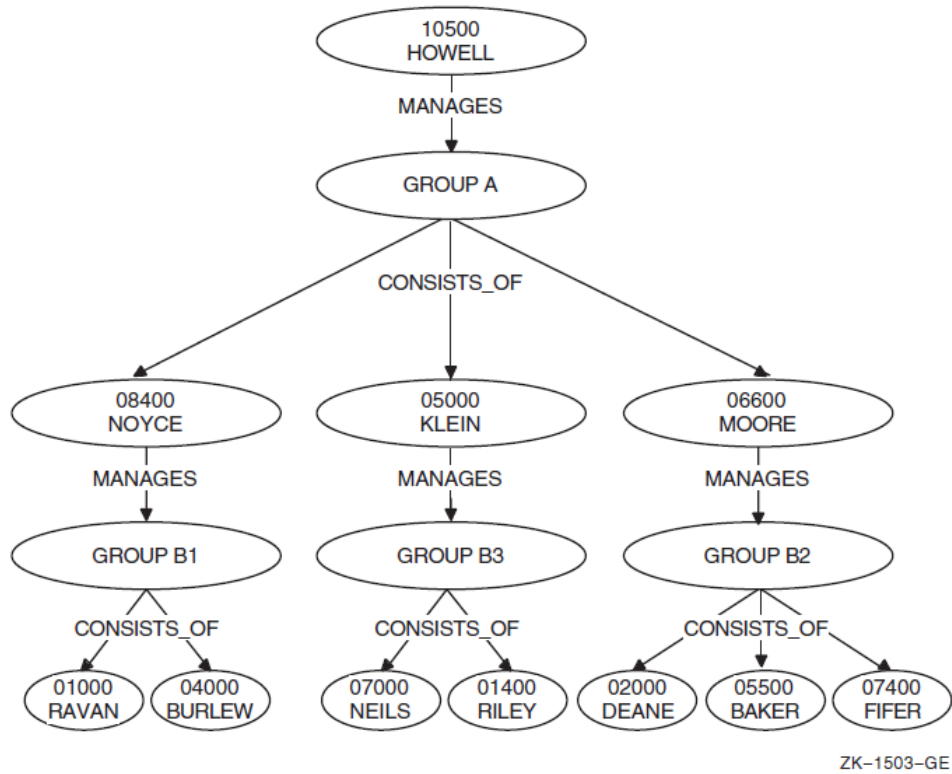 10500
HOWELL
MANAGES
GROUP A
CONSISTS_OF
08400
NOYCE
05000
KLEIN
06600
MOORE
MANAGES
MANAGES
MANAGES
GROUP B1
GROUP B3
GROUP B2
CONSISTS_OF
CONSISTS_OF
CONSISTS_OF
01000
RAVAN
04000
BURLEW
07000
NEILS
01400
RILEY
02000
DEANE
05500
BAKER
07400
FIFER
ZK–1503–GE